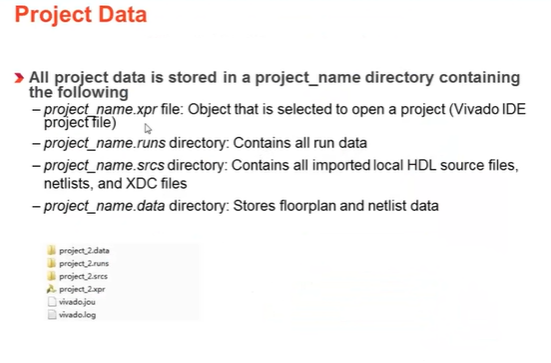 Project Data
All project data is stored in a project_name directory containing
the following
– project_name.xpr file: Object that is selected to open a project (Vivado IDE
project file)
– project_name.runs directory: Contains all run data
– project_name.srcs directory: Contains all imported local HDL source files,
netlists, and XDC files
– project_name.data directory: Stores floorplan and netlist data
project_2.data
project_2.runs
project_2.srcs
project_2.xpr
vivado.jou
vivado.log